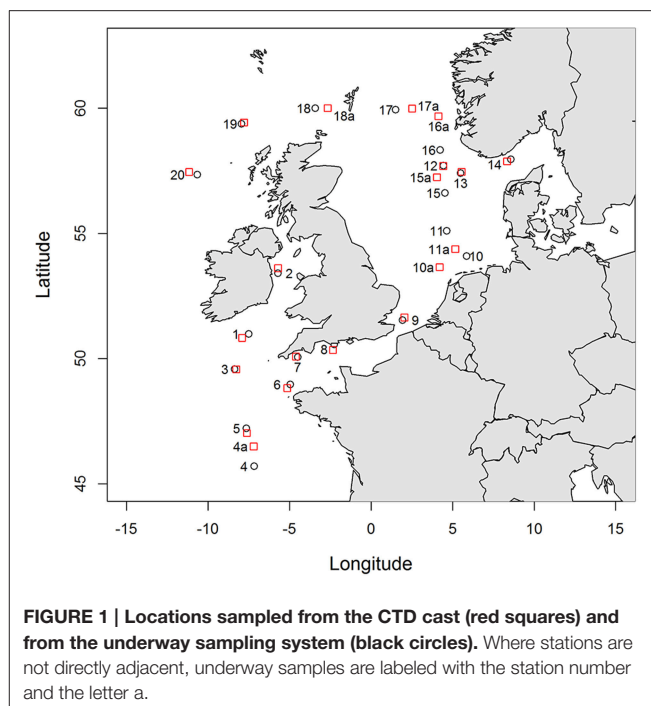 60
55
50
45
Latitude
18
18a
17
17a
16a
19
16
12
14
20
15a
13
15
11
11a
10
2
10a
9
1
8
7
3
6
5
4a
4
-15
-10
-5
0
5
10
15
Longitude
FIGURE 1 | Locations sampled from the CTD cast (red squares) and
from the underway sampling system (black circles). Where stations are
not directly adjacent, underway samples are labeled with the station number
and the letter a.